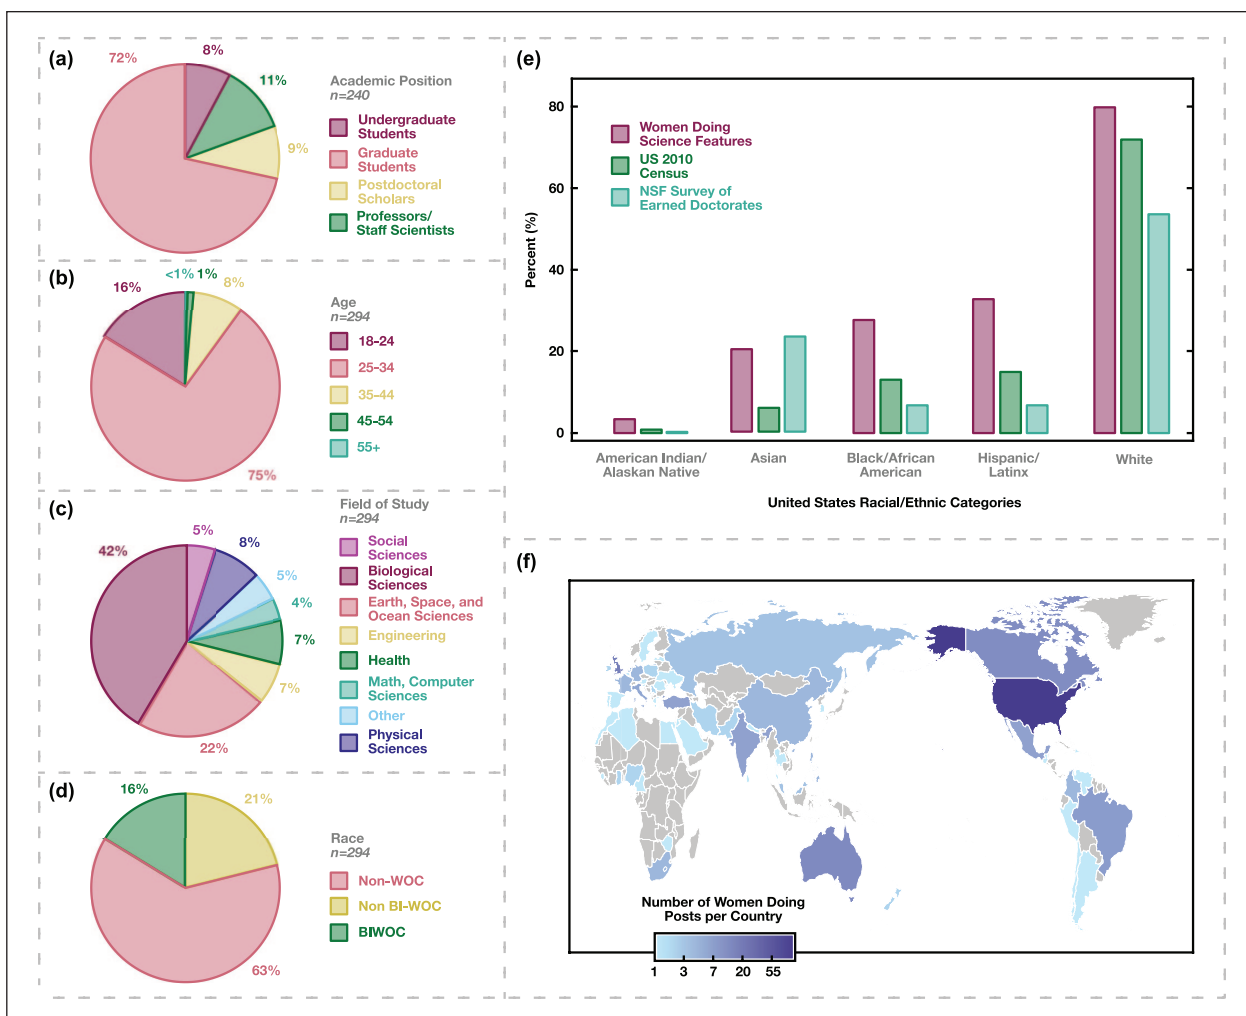 (a)
72%
8%
11%
9%
Academic Position
n=240
Undergraduate
Students
Graduate
Students
Postdoctoral
Scholars
Professors/
Staff Scientists
(b)
<1%
1%
8%
16%
75%
Age
n=294
18–24
25–34
35–44
45–54
55+
(c)
42%
5%
8%
5%
4%
7%
7%
22%
Field of Study
n=294
Social
Sciences
Biological
Sciences
Earth, Space, and
Ocean Sciences
Engineering
Health
Math, Computer
Sciences
Other
Physical
Sciences
(d)
16%
21%
63%
Race
n=294
Non–WOC
Non BI–WOC
BIWOC
(e)
80
60
40
20
0
Percent (%)
Women Doing
Science Features
US 2010
Census
NSF Survey of
Earned Doctorates
American Indian/
Alaskan Native
Asian
Black/African
American
Hispanic/
Latinx
White
United States Racial/Ethnic Categories
(f)
Number of Women Doing
Posts per Country
1 3 7 20 55